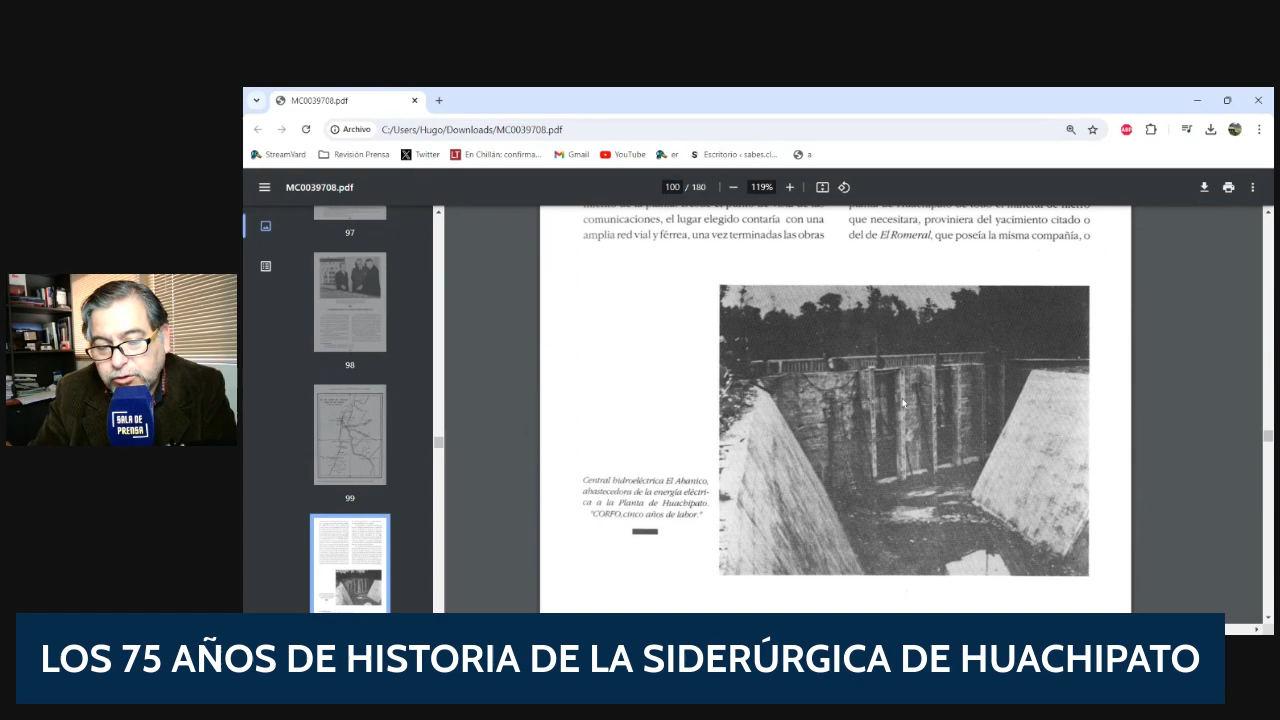 MC0039708.pdf
Archivo
C:/Users/Hugo/Downloads/MC0039708.pdf
ABP
StreamYard
Revisión Prensa
Twitter
LT
En Chillán: confirma...
Gmail
YouTube
er
S
Escritorio ‹ sabes.cl...
a
MC0039708.pdf
100 / 180
119%
97
98
99
comunicaciones, el lugar elegido contaría con una
amplia red vial y férrea, una vez terminadas las obras
que necesitara, proviniera del yacimiento citado o
del de El Romeral, que poseía la misma compañía, o
Central hidroeléctrica El Abanico,
abastecedora de la energía eléctri-
ca a la Planta de Huachipato.
"CORFO, cinco años de labor."
SALA DE
PRENSA
LOS 75 AÑOS DE HISTORIA DE LA SIDERÚRGICA DE HUACHIPATO